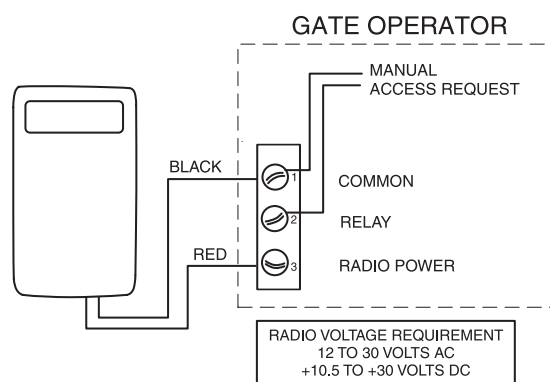 GATE OPERATOR
MANUAL
ACCESS REQUEST
BLACK
1
COMMON
2
RELAY
RED
3
RADIO POWER
RADIO VOLTAGE REQUIREMENT
12 TO 30 VOLTS AC
+10.5 TO +30 VOLTS DC